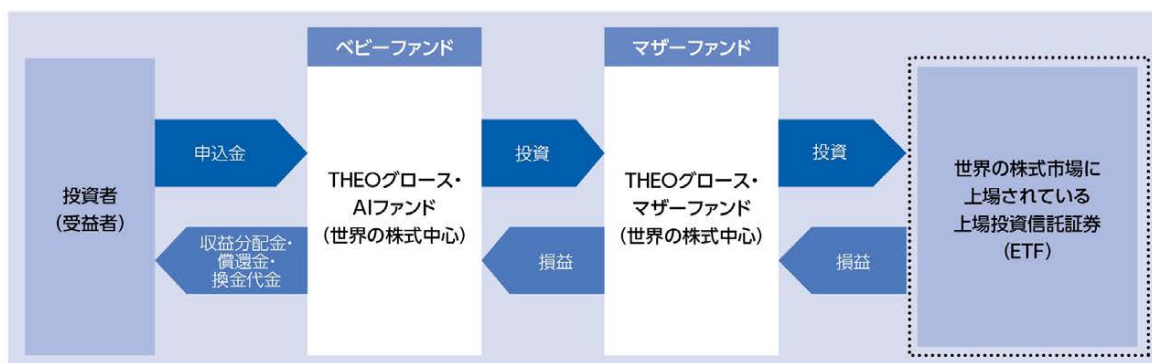 ベビーファンド
マザーファンド
投資者
(受益者)
申込金
収益分配金・
償還金・
換金代金
THEOグロース・
AIファンド
(世界の株式中心)
投資
損益
THEOグロース・
マザーファンド
(世界の株式中心)
投資
損益
世界の株式市場に
上場されている
上場投資信託証券
(ETF)